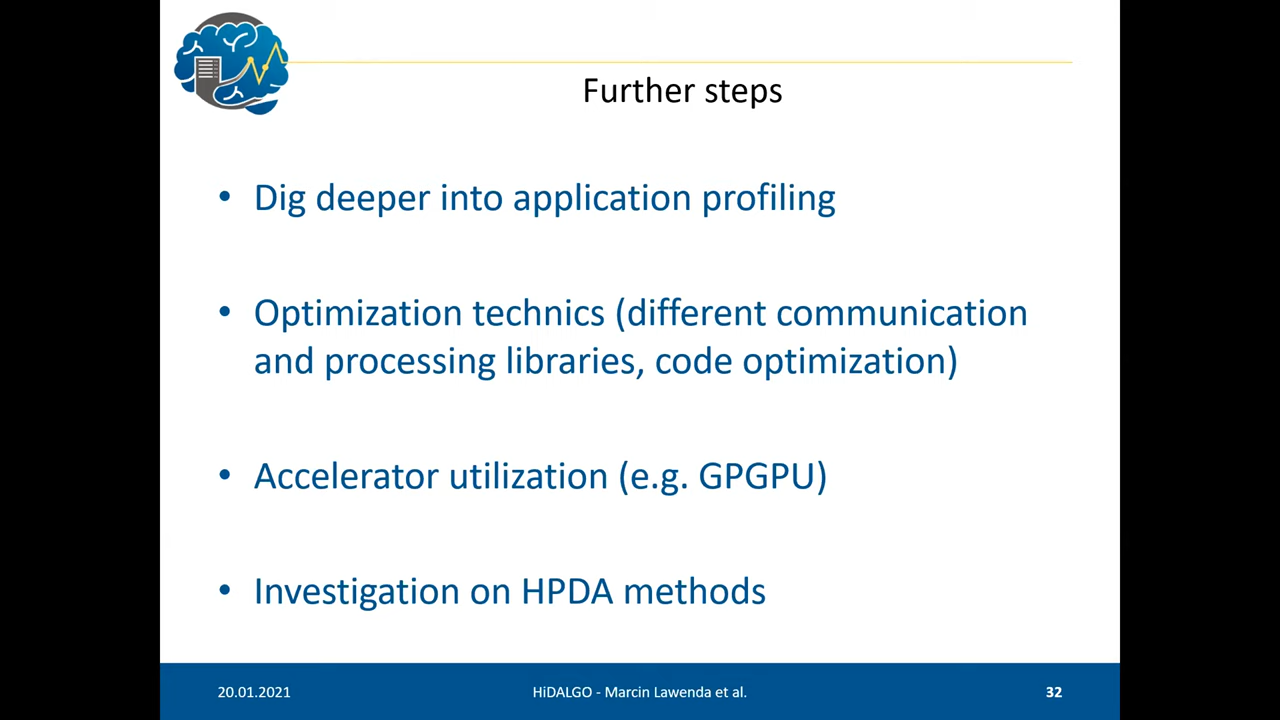 Further steps
• Dig deeper into application profiling
• Optimization technics (different communication
and processing libraries, code optimization)
• Accelerator utilization (e.g. GPGPU)
• Investigation on HPDA methods
20.01.2021
HiDALGO - Marcin Lawenda et al.
32